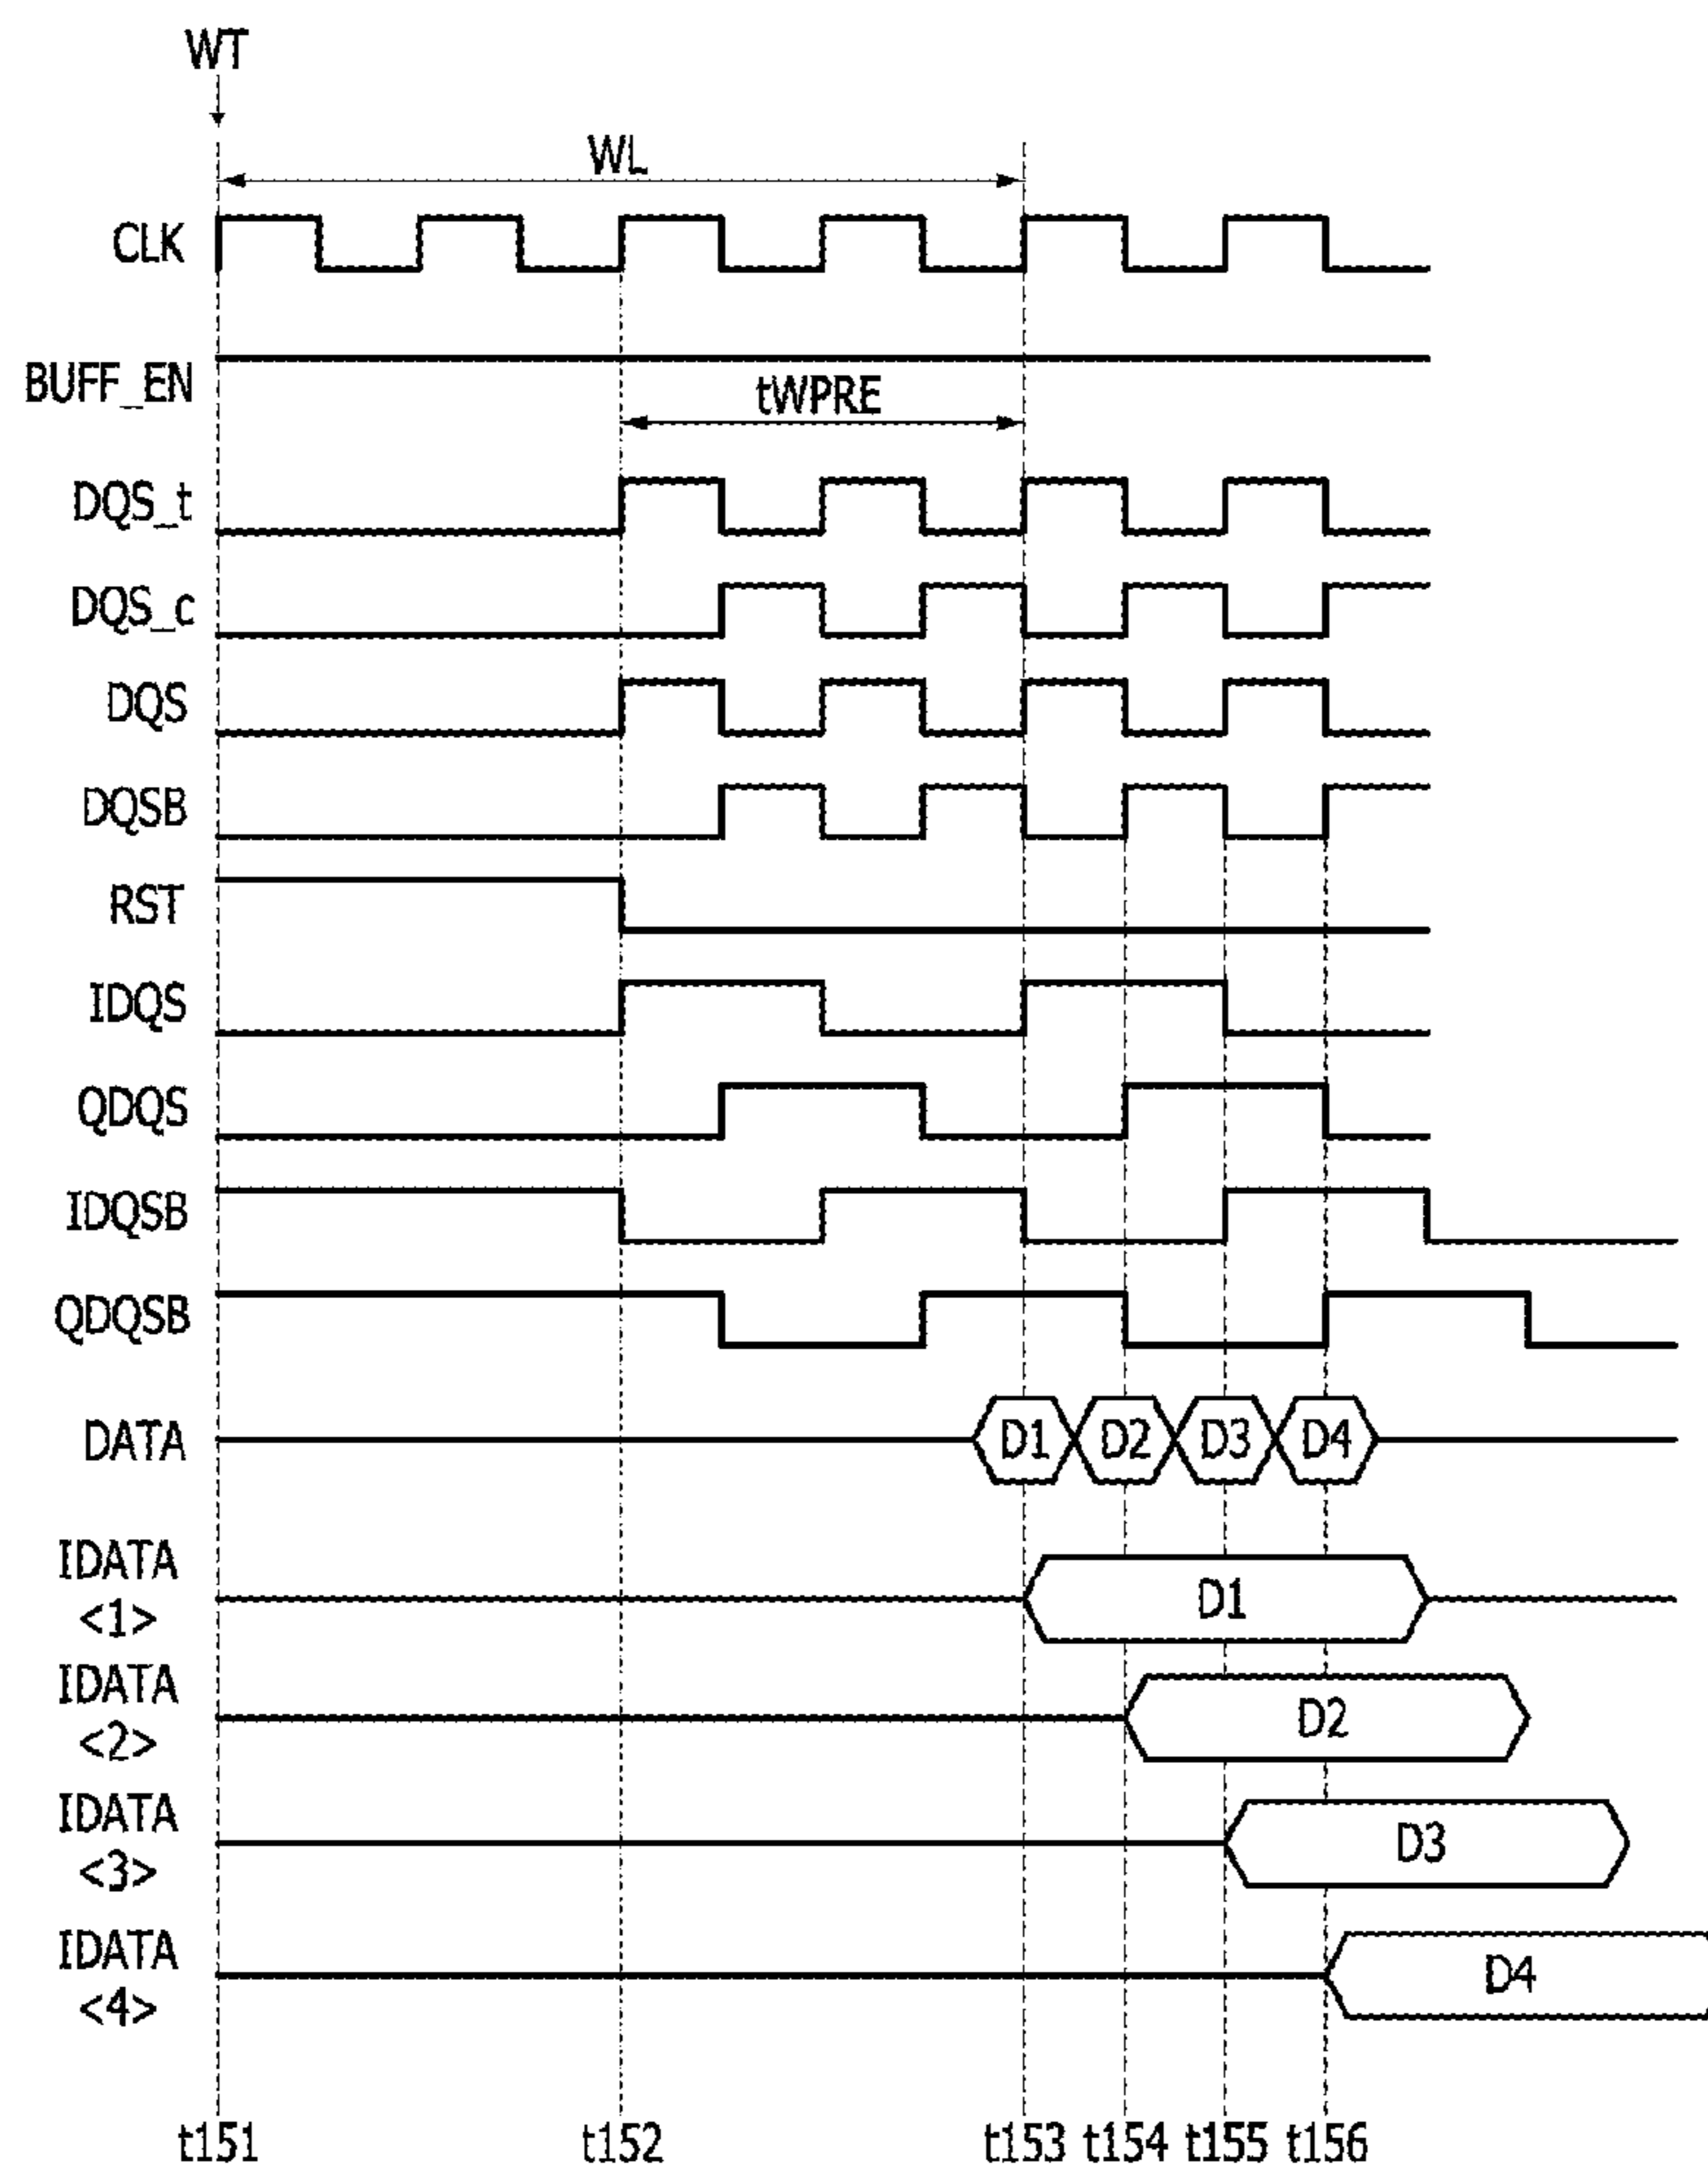 WT
WL
CLK
BUFF_EN
tWPRE
DQS_t
DQS_c
DQS
DQSB
RST
IDQS
QDQS
IDQSB
QDQSB
DATA
D1 D2 D3 D4
IDATA
<1>
D1
IDATA
<2>
D2
IDATA
<3>
D3
IDATA
<4>
D4
t151 t152 t153 t154 t155 t156